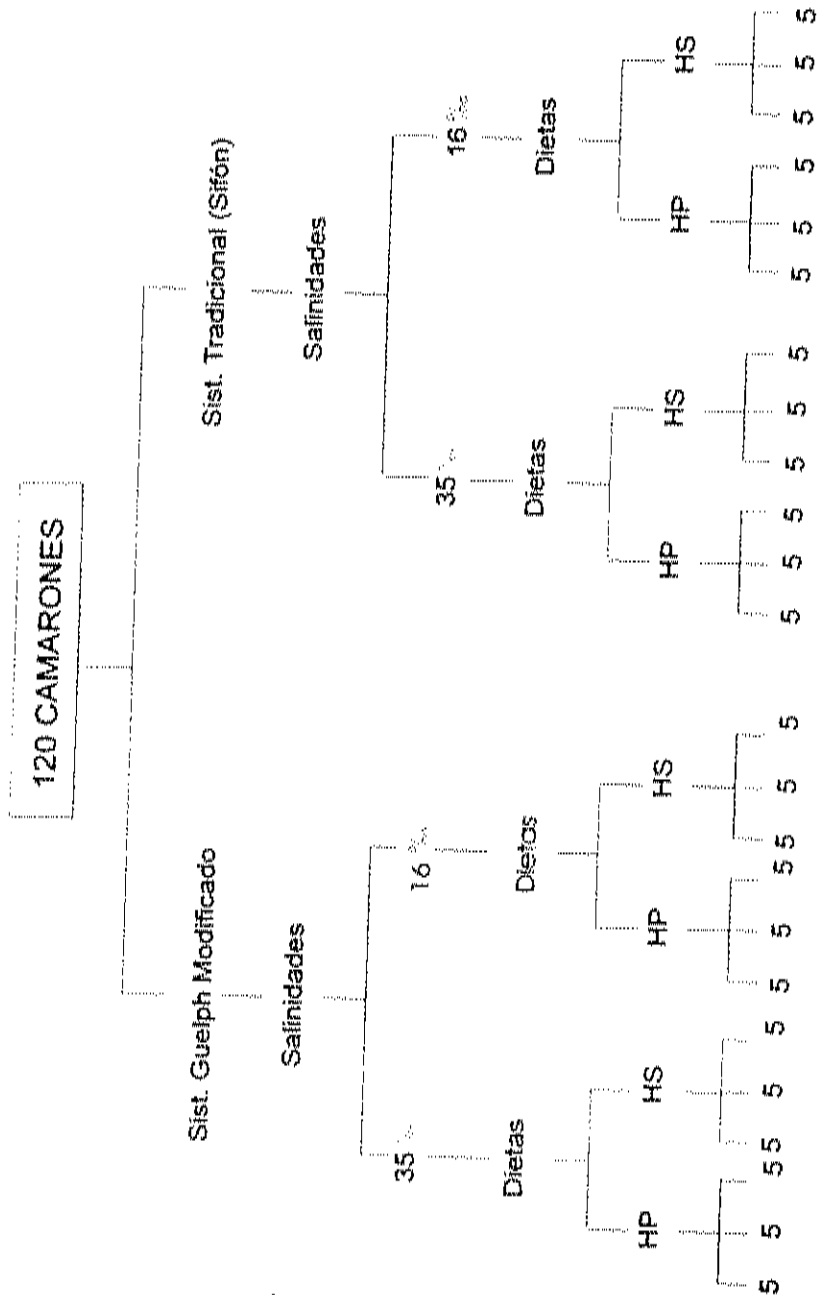 120 CAMARONES
Sist. Guelph Modificado Sist. Tradicional (Sifón)
Salinidades Salinidades
35 ‰ 16 ‰ 35 ‰ 16 ‰
Dietas Dietas Dietas Dietas
HP HS HP HS HP HS HP HS
5 5 5 5 5 5 5 5 5 5 5 5 5 5 5 5 5 5 5 5 5 5 5 5